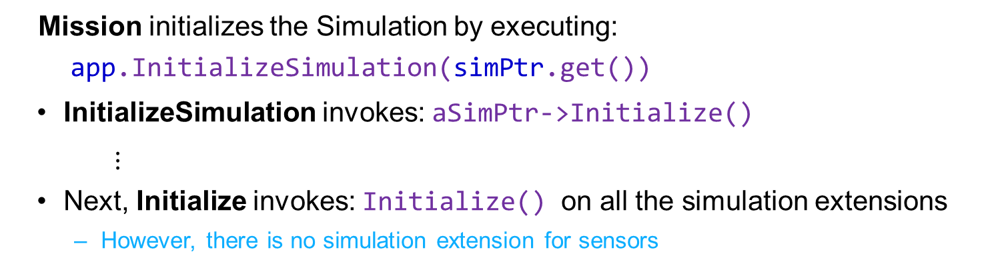 Mission initializes the Simulation by executing:
app.InitializeSimulation(simPtr.get())
• InitializeSimulation invokes: aSimPtr->Initialize()
⋮
• Next, Initialize invokes: Initialize() on all the simulation extensions
– However, there is no simulation extension for sensors